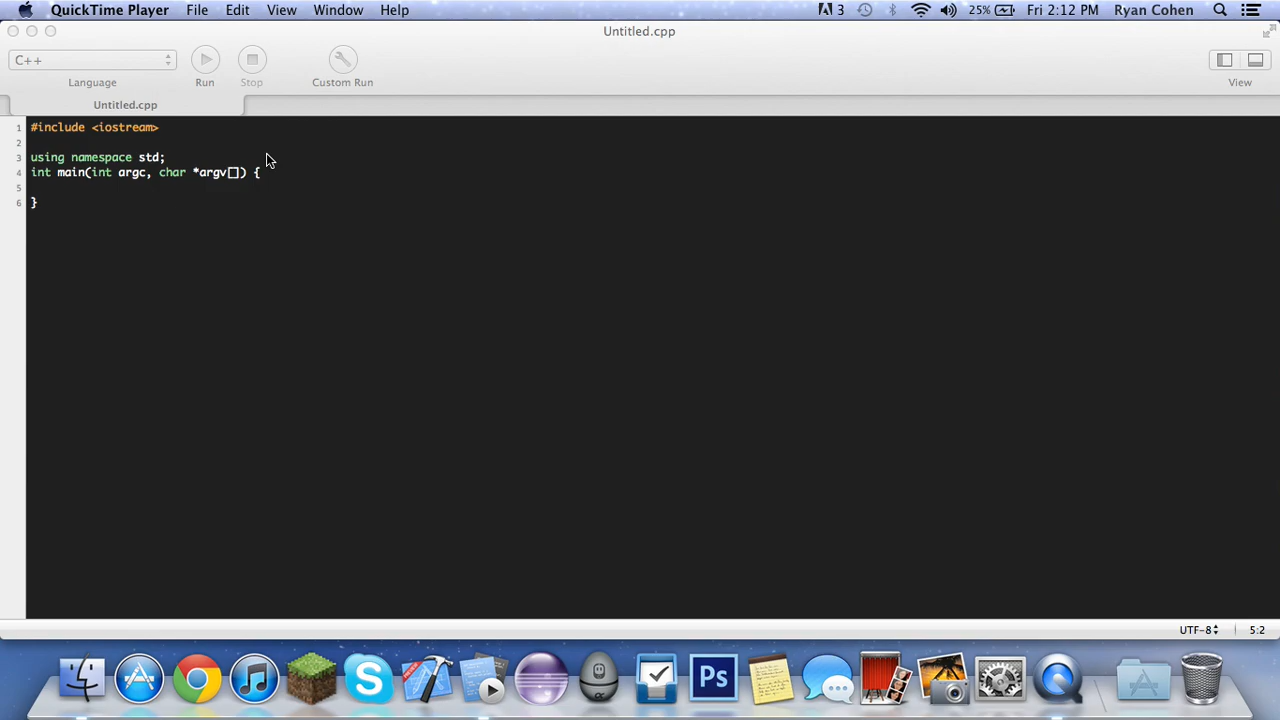 QuickTime Player File Edit View Window Help 3 25% Fri 2:12 PM Ryan Cohen
Untitled.cpp
C++
Language Run Stop Custom Run View
Untitled.cpp
1 #include <iostream>
2
3 using namespace std;
4 int main(int argc, char *argv[]) {
5
6 }
UTF-8 5:2
Ps